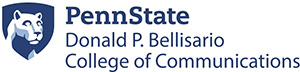 PennState
Donald P. Bellisario
College of Communications